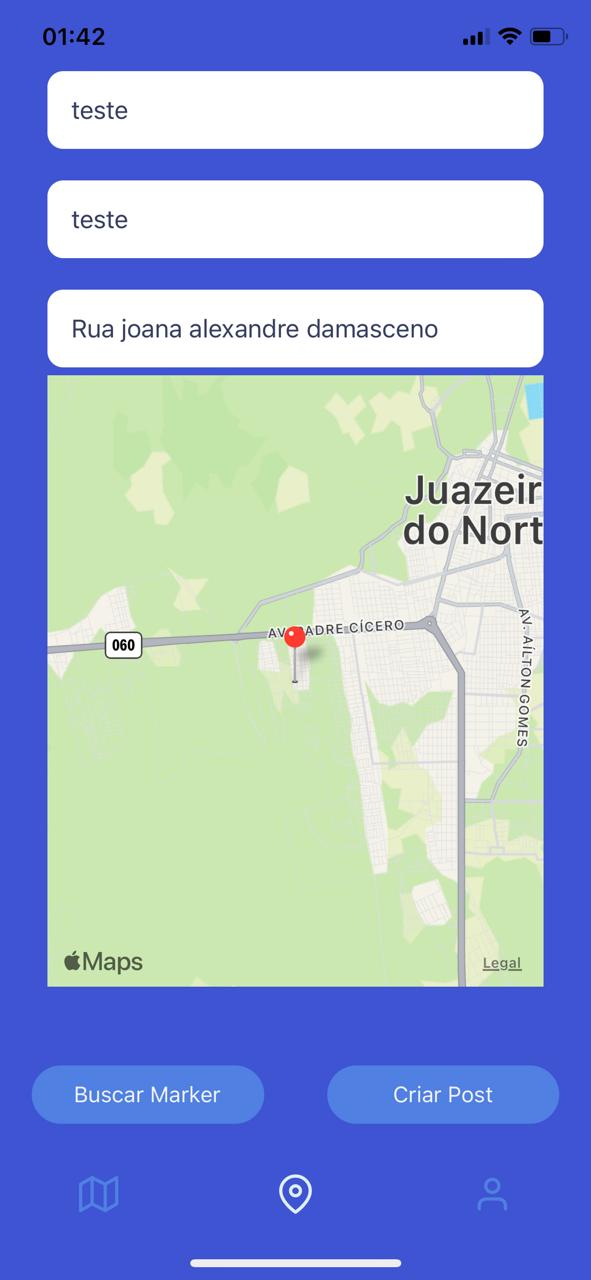 01:42
teste
teste
Rua joana alexandre damasceno
Juazeir
do Nort
AV. PADRE CÍCERO
060
AV. AÍLTON GOMES
Maps
Legal
Buscar Marker
Criar Post